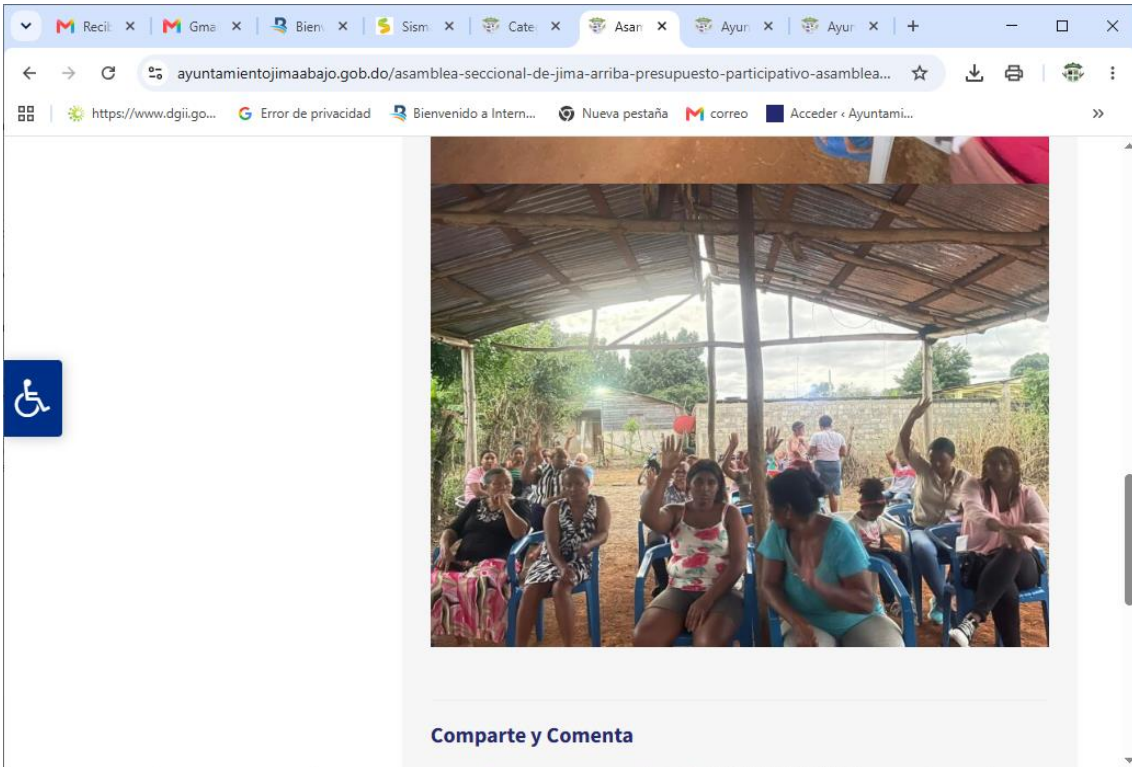 Recib
Gma
Bien
Sism
Cate
Asan
Ayun
Ayun
ayuntamientojimaabajo.gob.do/asamblea-seccional-de-jima-arriba-presupuesto-participativo-asamblea...
https://www.dgii.go...
Error de privacidad
Bienvenido a Intern...
Nueva pestaña
correo
Acceder ‹ Ayuntami...
Comparte y Comenta